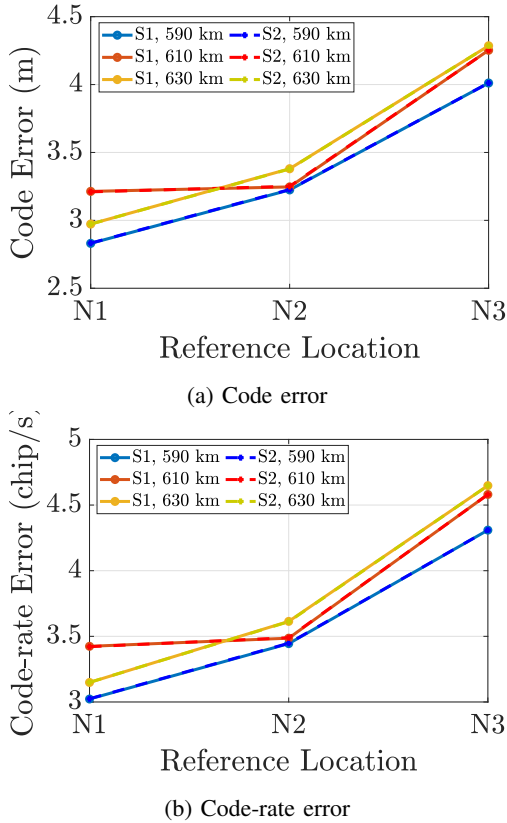 4.5
4
3.5
3
2.5
Code Error (m)
S1, 590 km
S1, 610 km
S1, 630 km
S2, 590 km
S2, 610 km
S2, 630 km
N1 N2 N3
Reference Location
(a) Code error
5
4.5
4
3.5
3
Code-rate Error (chip/s)
S1, 590 km
S1, 610 km
S1, 630 km
S2, 590 km
S2, 610 km
S2, 630 km
N1 N2 N3
Reference Location
(b) Code-rate error